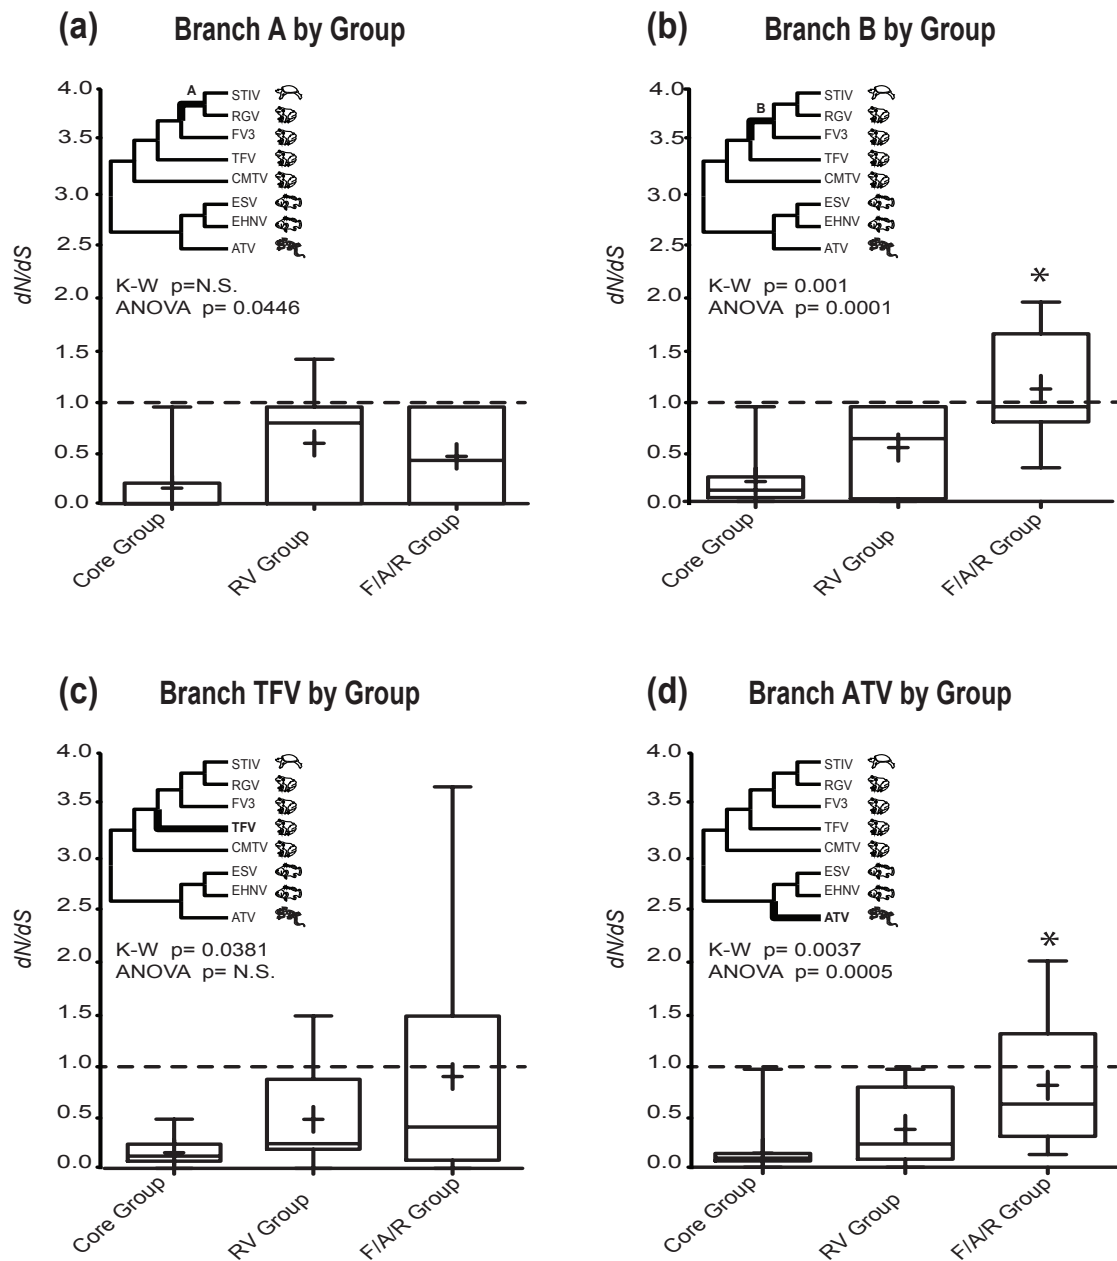 (a) Branch A by Group
4.0
3.5
3.0
2.5
2.0
1.5
1.0
0.5
0.0
dN/dS
A
STIV
RGV
FV3
TFV
CMTV
ESV
EHNV
ATV
K-W p=N.S.
ANOVA p= 0.0446
Core Group
RV Group
F/A/R Group
(b) Branch B by Group
4.0
3.5
3.0
2.5
2.0
1.5
1.0
0.5
0.0
dN/dS
B
STIV
RGV
FV3
TFV
CMTV
ESV
EHNV
ATV
K-W p= 0.001
ANOVA p= 0.0001
*
Core Group
RV Group
F/A/R Group
(c) Branch TFV by Group
4.0
3.5
3.0
2.5
2.0
1.5
1.0
0.5
0.0
dN/dS
STIV
RGV
FV3
TFV
CMTV
ESV
EHNV
ATV
K-W p= 0.0381
ANOVA p= N.S.
Core Group
RV Group
F/A/R Group
(d) Branch ATV by Group
4.0
3.5
3.0
2.5
2.0
1.5
1.0
0.5
0.0
dN/dS
STIV
RGV
FV3
TFV
CMTV
ESV
EHNV
ATV
K-W p= 0.0037
ANOVA p= 0.0005
*
Core Group
RV Group
F/A/R Group